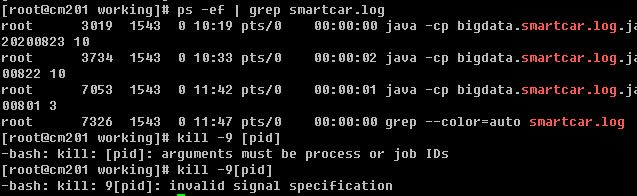 [root@cm201 working]# ps -ef | grep smartcar.log
root 3019 1543 0 10:19 pts/0 00:00:00 java -cp bigdata.smartcar.log.ja
20200823 10
root 3734 1543 0 10:33 pts/0 00:00:02 java -cp bigdata.smartcar.log.j
00822 10
root 7053 1543 0 11:42 pts/0 00:00:01 java -cp bigdata.smartcar.log.j
00801 3
root 7326 1543 0 11:47 pts/0 00:00:00 grep --color=auto smartcar.log
[root@cm201 working]# kill -9 [pid]
-bash: kill: [pid]: arguments must be process or job IDs
[root@cm201 working]# kill -9[pid]
-bash: kill: 9[pid]: invalid signal specification